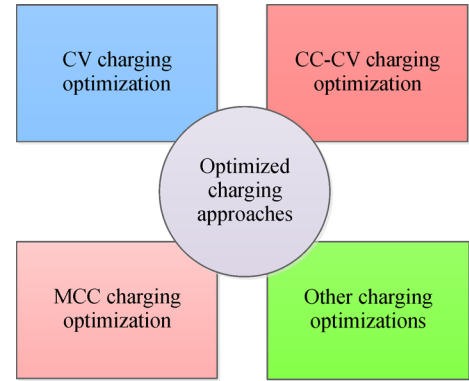 CV charging
optimization
CC-CV charging
optimization
Optimized
charging
approaches
MCC charging
optimization
Other charging
optimizations